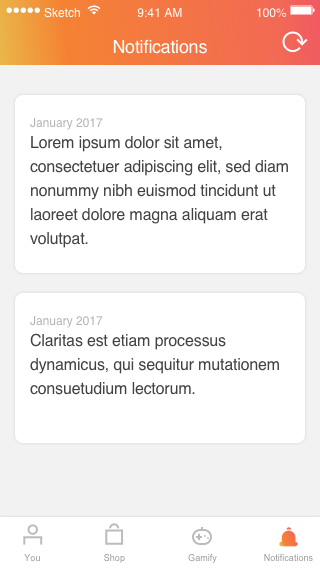 Sketch 9:41 AM 100%
Notifications
January 2017
Lorem ipsum dolor sit amet,
consectetuer adipiscing elit, sed diam
nonummy nibh euismod tincidunt ut
laoreet dolore magna aliquam erat
volutpat.
January 2017
Claritas est etiam processus
dynamicus, qui sequitur mutationem
consuetudium lectorum.
You Shop Gamify Notifications